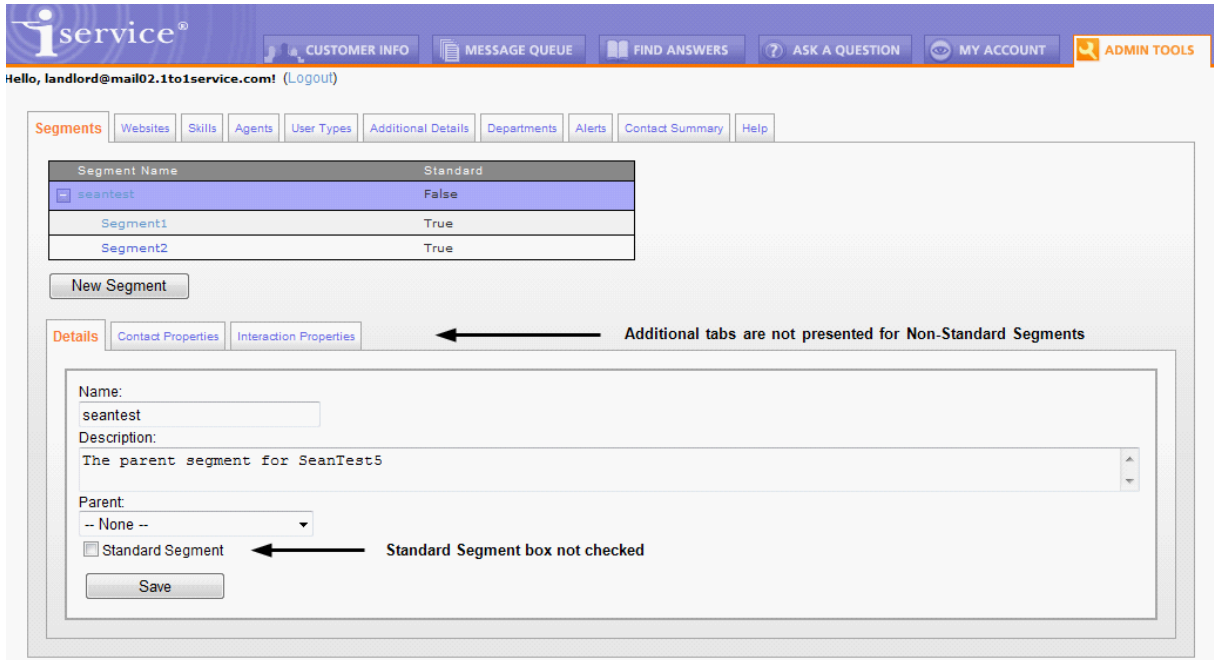 iservice®
CUSTOMER INFO MESSAGE QUEUE FIND ANSWERS ? ASK A QUESTION MY ACCOUNT ADMIN TOOLS
Hello, landlord@mail02.1to1service.com! (Logout)
Segments Websites Skills Agents User Types Additional Details Departments Alerts Contact Summary Help
Segment Name Standard
seantest False
Segment1 True
Segment2 True
New Segment
Details Contact Properties Interaction Properties Additional tabs are not presented for Non-Standard Segments
Name:
seantest
Description:
The parent segment for SeanTest5
Parent:
-- None --
Standard Segment Standard Segment box not checked
Save